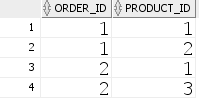 ORDER_ID PRODUCT_ID
1 1 1
2 1 2
3 2 1
4 2 3